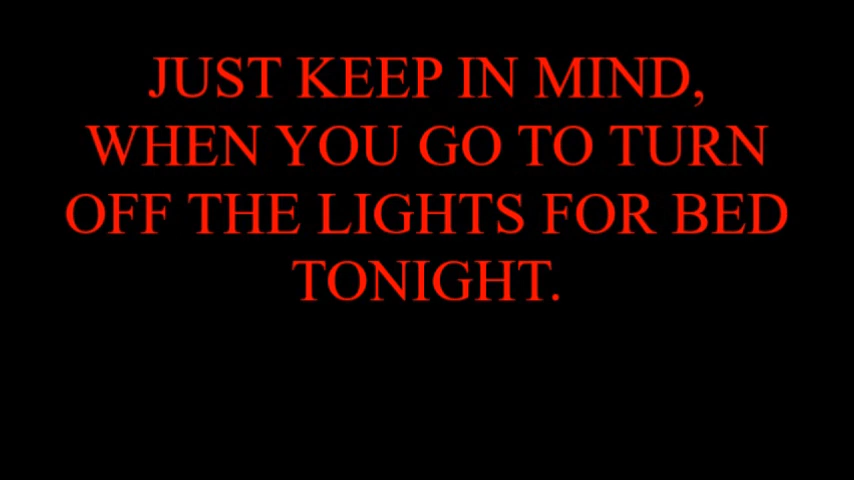 JUST KEEP IN MIND,
WHEN YOU GO TO TURN
OFF THE LIGHTS FOR BED
TONIGHT.